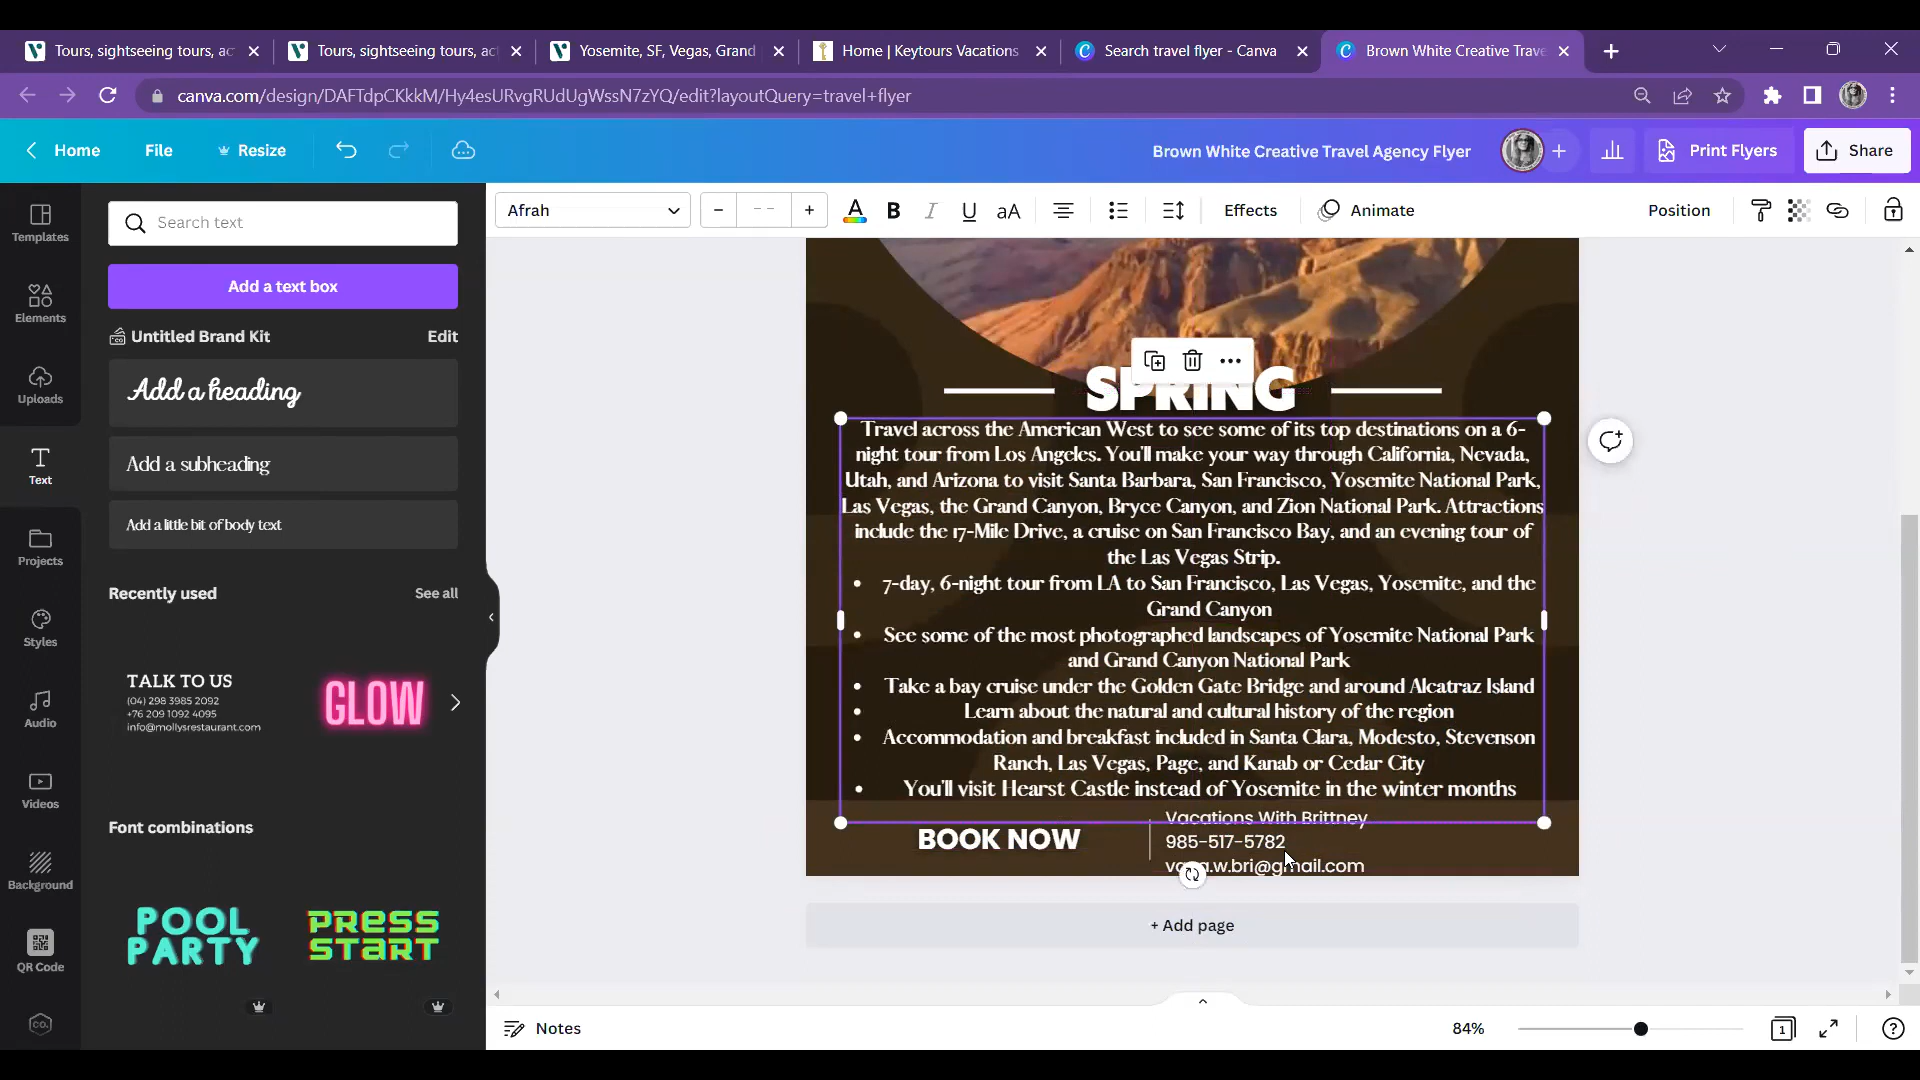 Tours, sightseeing tours, ac
Tours, sightseeing tours, act
Yosemite, SF, Vegas, Grand
Home | Keytours Vacations
Search travel flyer - Canva
Brown White Creative Trave
canva.com/design/DAFTdpCKkkM/Hy4esURvgRUdUgWssN7zYQ/edit?layoutQuery=travel+flyer
Home
File
Resize
Brown White Creative Travel Agency Flyer
Print Flyers
Share
Afrah
- -- +
A B I U aA
Effects
Animate
Position
Templates
Elements
Uploads
Text
Projects
Styles
Audio
Videos
Background
QR Code
co.
Search text
Add a text box
Untitled Brand Kit
Edit
Add a heading
Add a subheading
Add a little bit of body text
Recently used
See all
TALK TO US
(04) 298 3985 2092
+76 209 1092 4095
info@mollysrestaurant.com
GLOW
Font combinations
POOL
PARTY
PRESS
START
SPRING
Travel across the American West to see some of its top destinations on a 6-
night tour from Los Angeles. You'll make your way through California, Nevada,
Utah, and Arizona to visit Santa Barbara, San Francisco, Yosemite National Park,
Las Vegas, the Grand Canyon, Bryce Canyon, and Zion National Park. Attractions
include the 17-Mile Drive, a cruise on San Francisco Bay, and an evening tour of
the Las Vegas Strip.
• 7-day, 6-night tour from LA to San Francisco, Las Vegas, Yosemite, and the
Grand Canyon
• See some of the most photographed landscapes of Yosemite National Park
and Grand Canyon National Park
• Take a bay cruise under the Golden Gate Bridge and around Alcatraz Island
• Learn about the natural and cultural history of the region
• Accommodation and breakfast included in Santa Clara, Modesto, Stevenson
Ranch, Las Vegas, Page, and Kanab or Cedar City
• You'll visit Hearst Castle instead of Yosemite in the winter months
BOOK NOW
Vacations With Brittney
985-517-5782
+ Add page
Notes
84%
1
?